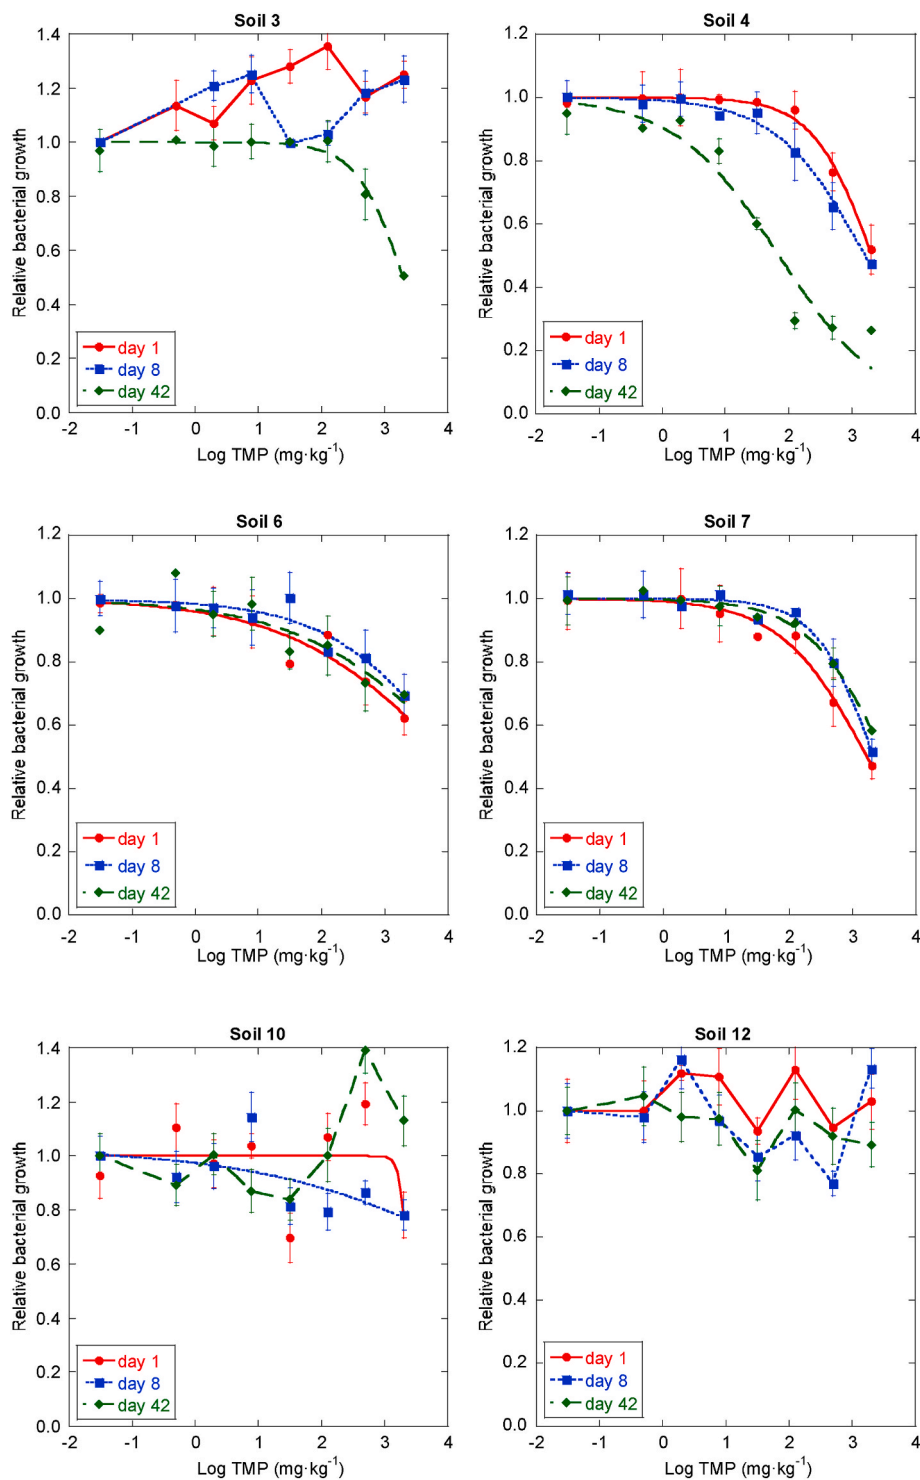 Soil 3
1.4
1.2
1.0
0.8
0.6
0.4
0.2
0.0
Relative bacterial growth
day 1
day 8
day 42
-2 -1 0 1 2 3 4
Log TMP (mg·kg⁻¹)
Soil 4
1.2
1.0
0.8
0.6
0.4
0.2
0.0
Relative bacterial growth
day 1
day 8
day 42
-2 -1 0 1 2 3 4
Log TMP (mg·kg⁻¹)
Soil 6
1.2
1.0
0.8
0.6
0.4
0.2
0.0
Relative bacterial growth
day 1
day 8
day 42
-2 -1 0 1 2 3 4
Log TMP (mg·kg⁻¹)
Soil 7
1.2
1.0
0.8
0.6
0.4
0.2
0.0
Relative bacterial growth
day 1
day 8
day 42
-2 -1 0 1 2 3 4
Log TMP (mg·kg⁻¹)
Soil 10
1.4
1.2
1.0
0.8
0.6
0.4
0.2
0.0
Relative bacterial growth
day 1
day 8
day 42
-2 -1 0 1 2 3 4
Log TMP (mg·kg⁻¹)
Soil 12
1.2
1.0
0.8
0.6
0.4
0.2
0.0
Relative bacterial growth
day 1
day 8
day 42
-2 -1 0 1 2 3 4
Log TMP (mg·kg⁻¹)